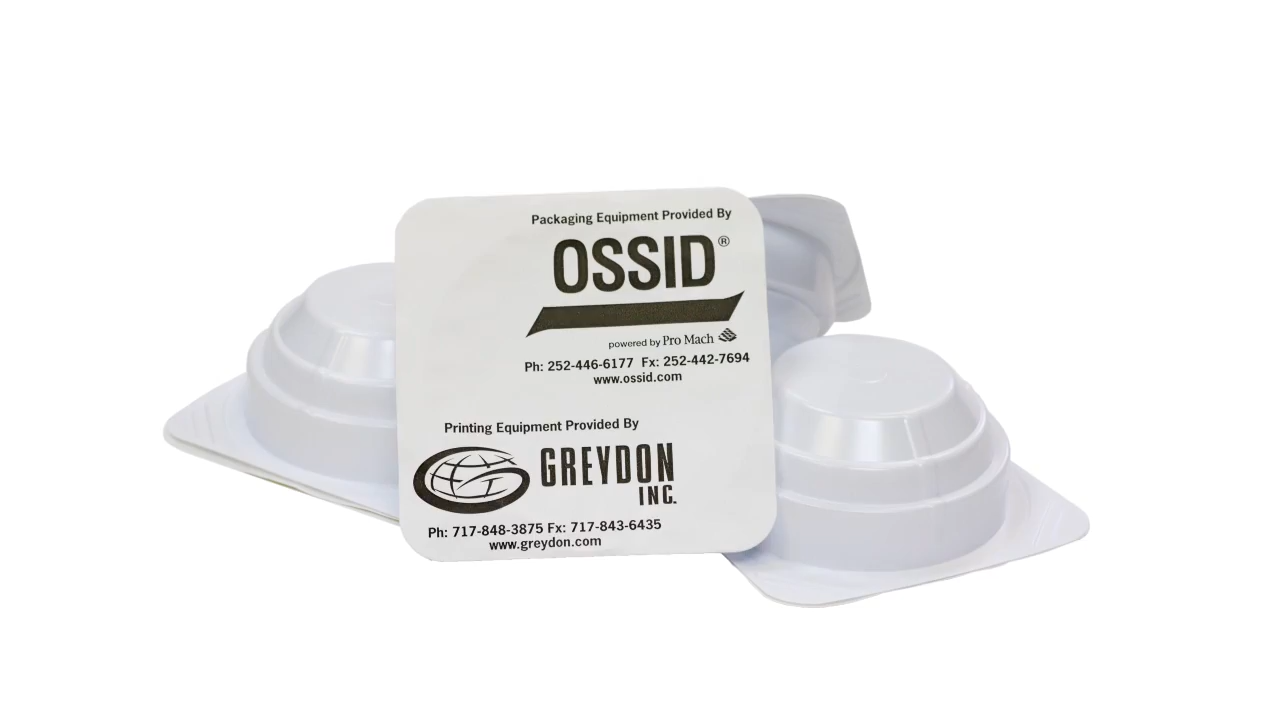 Packaging Equipment Provided By
OSSID®
powered by Pro Mach
Ph: 252-446-6177 Fx: 252-442-7694
www.ossid.com
Printing Equipment Provided By
GREYDON
INC.
Ph: 717-848-3875 Fx: 717-843-6435
www.greydon.com